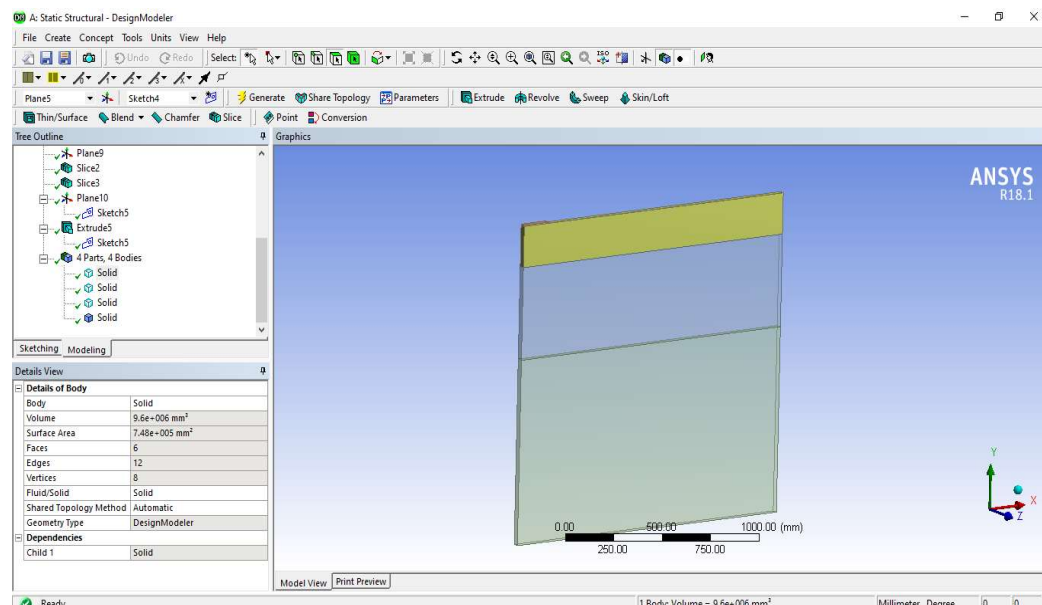 A: Static Structural - DesignModeler
File Create Concept Tools Units View Help
Undo Redo Select:
Plane5 Sketch4 Generate Share Topology Parameters Extrude Revolve Sweep Skin/Loft
Thin/Surface Blend Chamfer Slice Point Conversion
Tree Outline
Plane9
Slice2
Slice3
Plane10
Sketch5
Extrude5
Sketch5
4 Parts, 4 Bodies
Solid
Solid
Solid
Solid
Sketching Modeling
Details View
Details of Body
Body Solid
Volume 9.6e+006 mm³
Surface Area 7.48e+005 mm²
Faces 6
Edges 12
Vertices 8
Fluid/Solid Solid
Shared Topology Method Automatic
Geometry Type DesignModeler
Dependencies
Child 1 Solid
Graphics
ANSYS
R18.1
Y
X
Z
0.00 500.00 1000.00 (mm)
250.00 750.00
Model View Print Preview
Ready 1 Body: Volume = 9.6e+006 mm³ Millimeter Degree 0 0